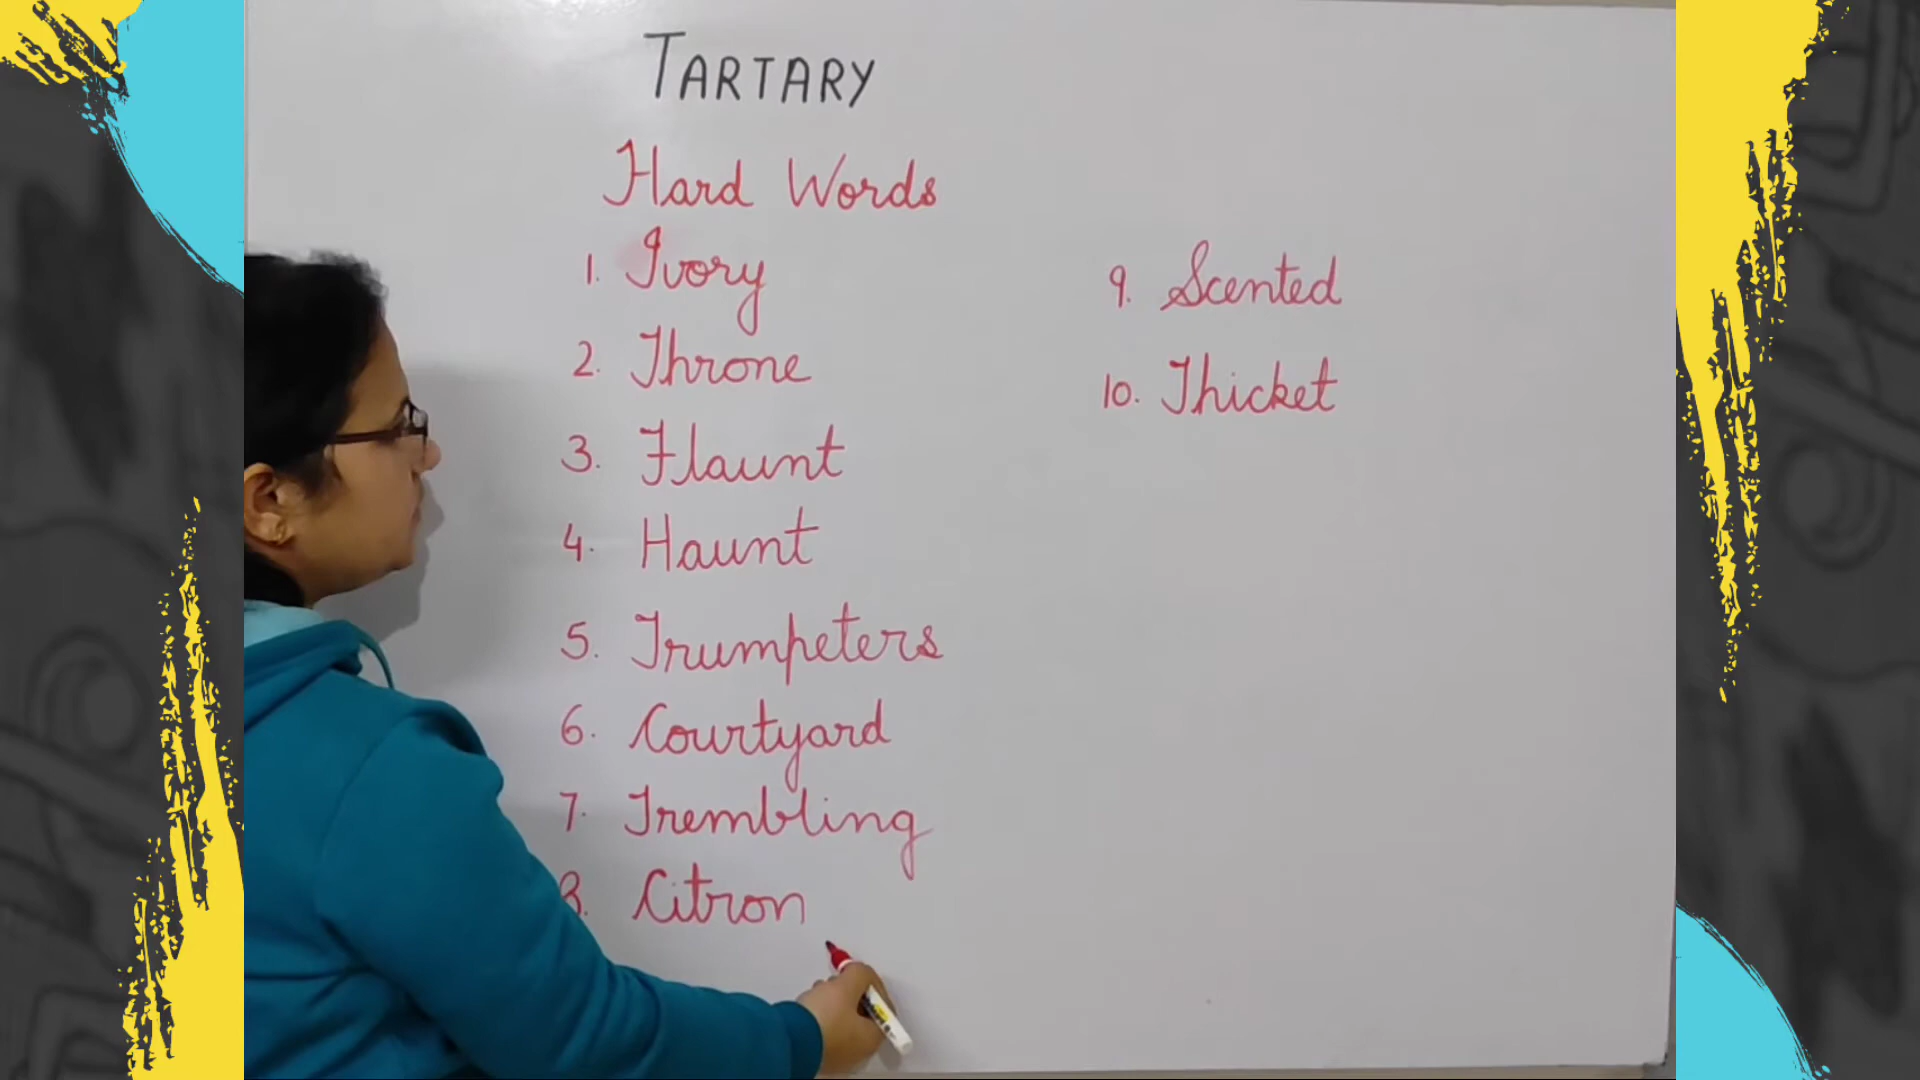 TARTARY
Hard Words
1. Ivory
2. Throne
3. Flaunt
4. Haunt
5. Trumpeters
6. Courtyard
7. Trembling
8. Citron
9. Scented
10. Thicket